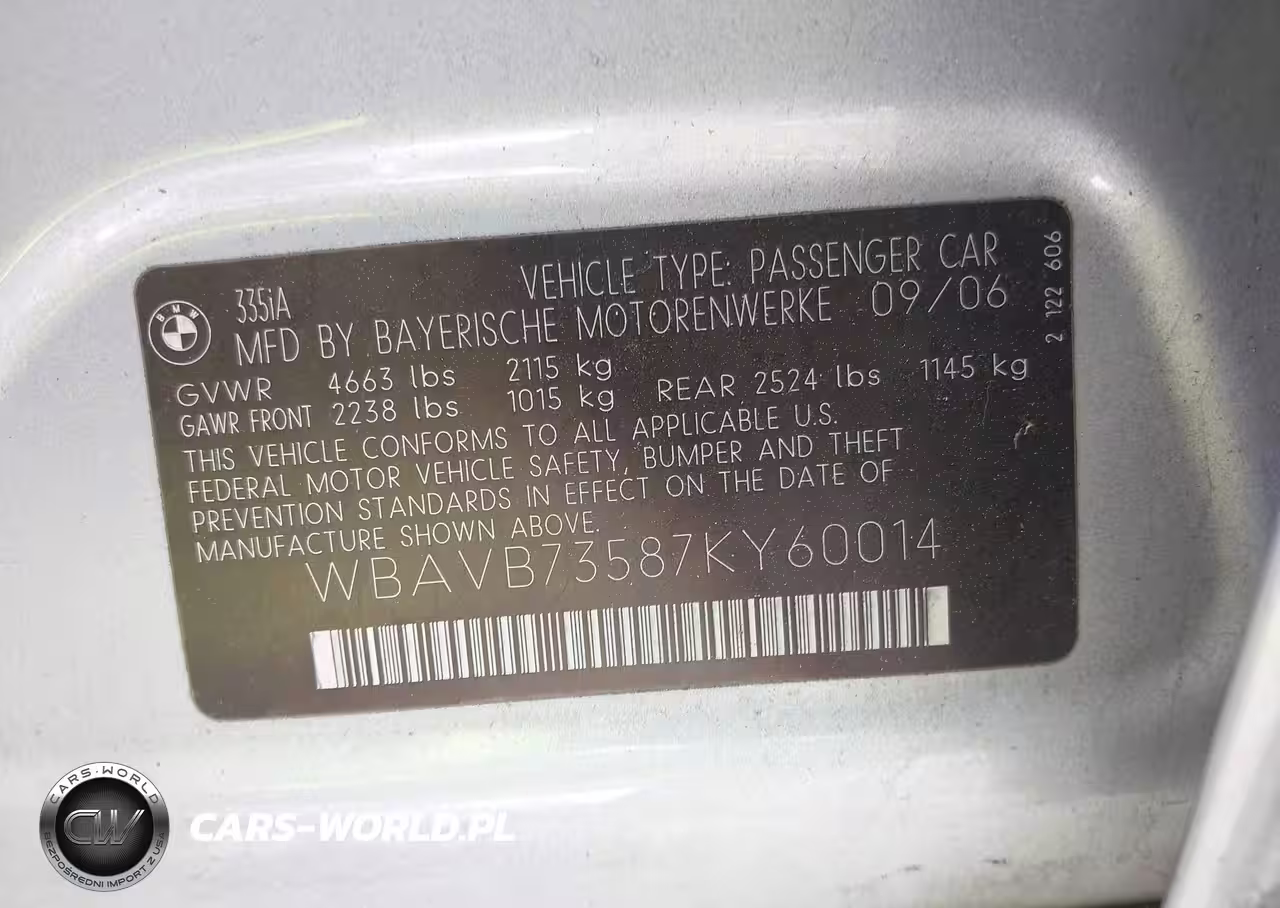 VEHICLE TYPE: PASSENGER CAR
BMW
335iA
MFD BY BAYERISCHE MOTORENWERKE 09/06
GVWR 4663 lbs 2115 kg
GAWR FRONT 2238 lbs 1015 kg REAR 2524 lbs 1145 kg
THIS VEHICLE CONFORMS TO ALL APPLICABLE U.S.
FEDERAL MOTOR VEHICLE SAFETY, BUMPER AND THEFT
PREVENTION STANDARDS IN EFFECT ON THE DATE OF
MANUFACTURE SHOWN ABOVE.
WBAVB73587KY60014
2 122 606
CARS-WORLD
CW
BEZPOŚREDNI IMPORT Z USA
CARS-WORLD.PL